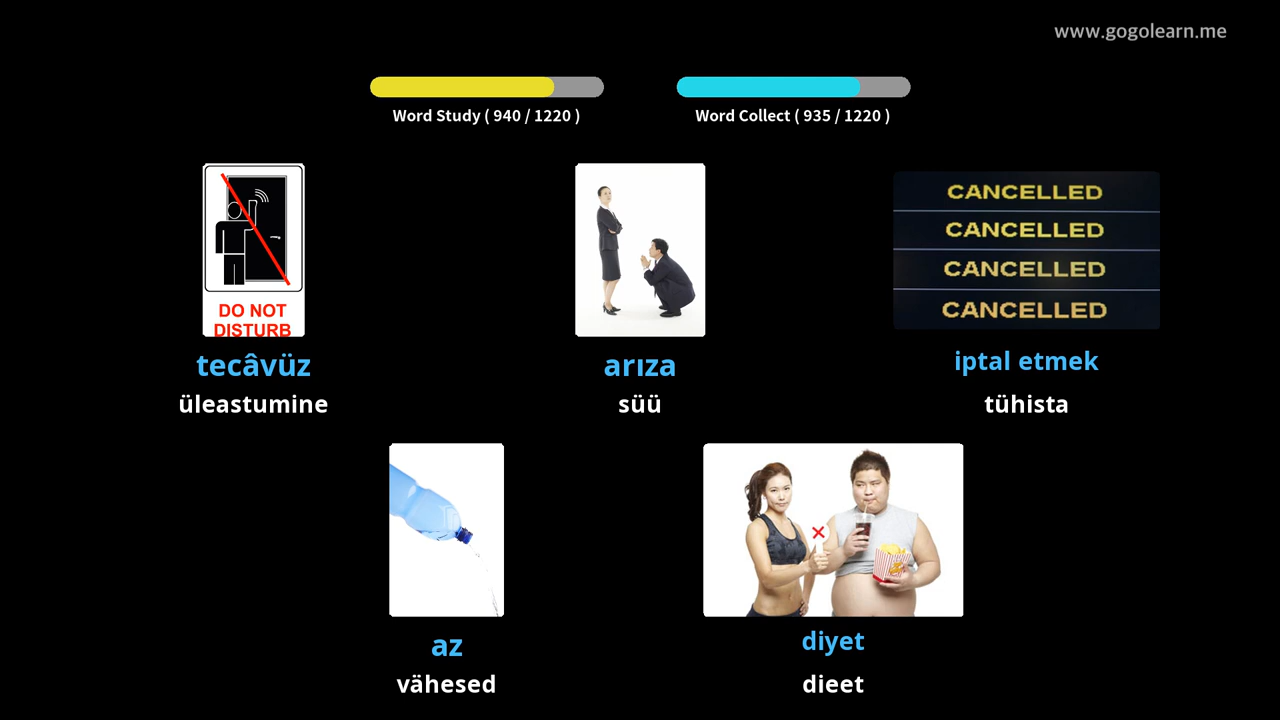 www.gogolearn.me
Word Study ( 940 / 1220 )
Word Collect ( 935 / 1220 )
DO NOT
DISTURB
CANCELLED
CANCELLED
CANCELLED
CANCELLED
tecâvüz
üleastumine
arıza
süü
iptal etmek
tühista
az
vähesed
diyet
dieet